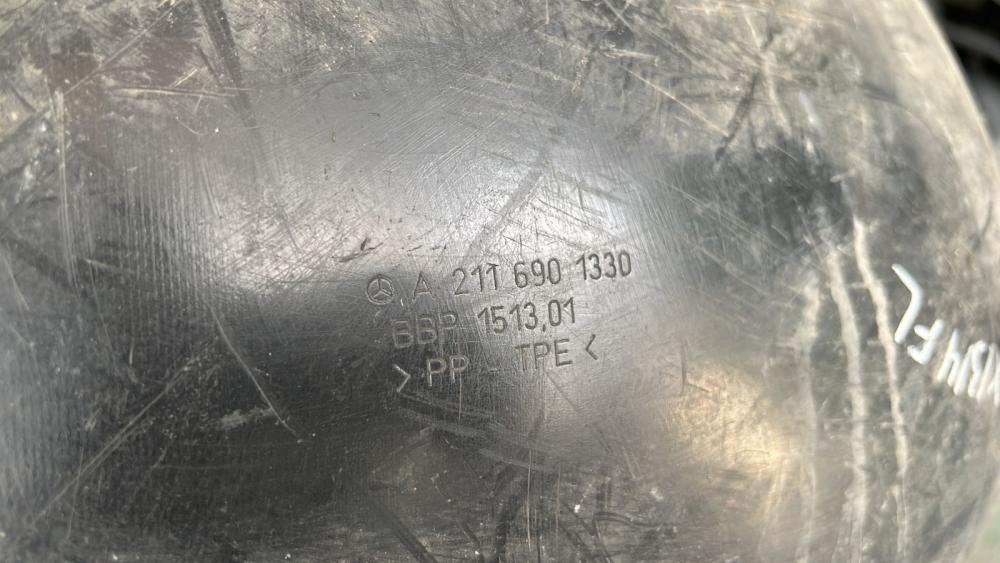 A 211 690 1330
BBP 1513,01
>PP - TPE<